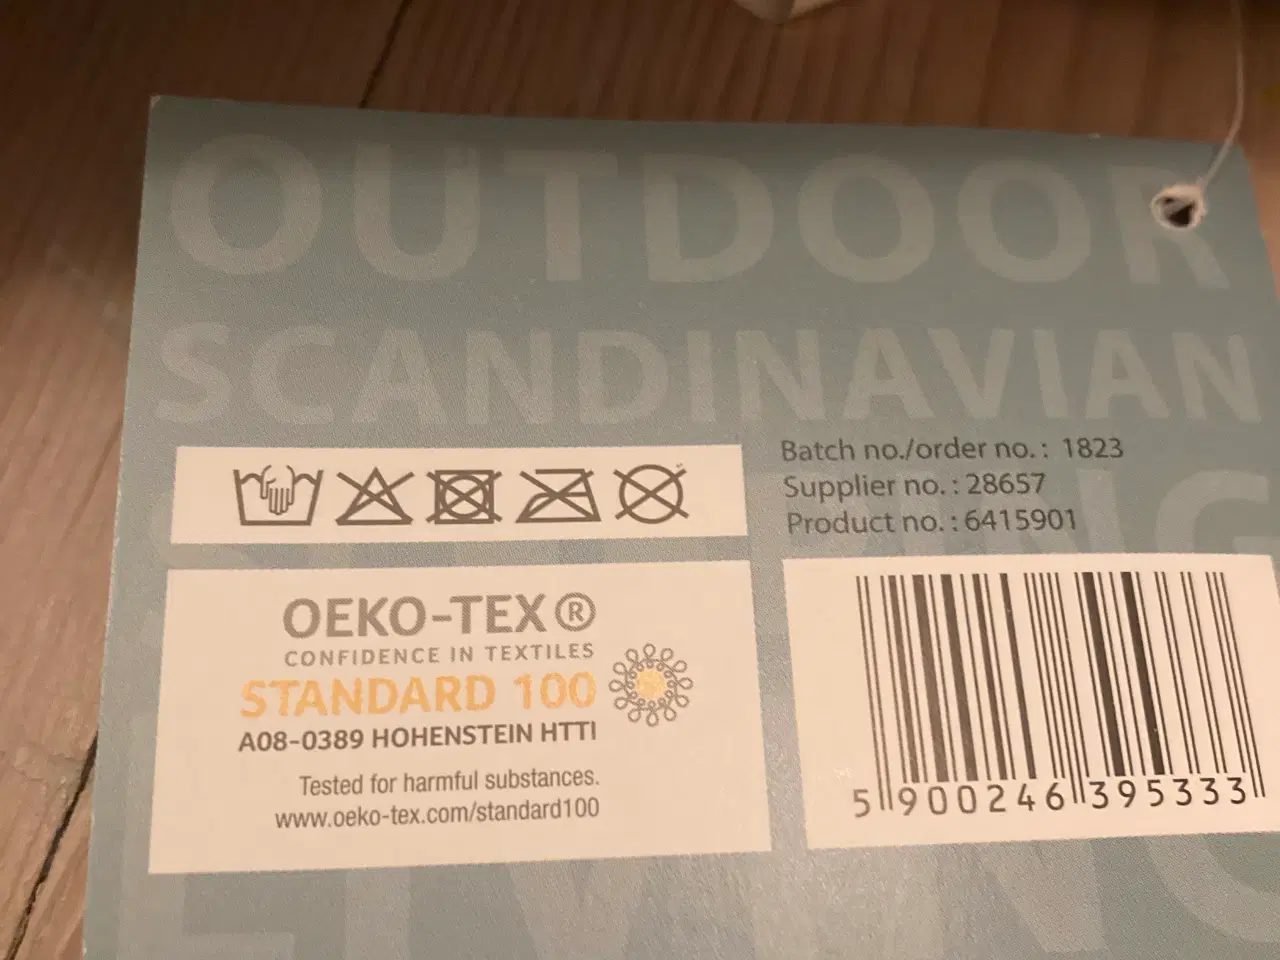 OUTDOOR
SCANDINAVIAN
Batch no./order no.: 1823
Supplier no.: 28657
Product no.: 6415901
OEKO-TEX®
CONFIDENCE IN TEXTILES
STANDARD 100
A08-0389 HOHENSTEIN HTTI
Tested for harmful substances.
www.oeko-tex.com/standard100
5 900246 395333